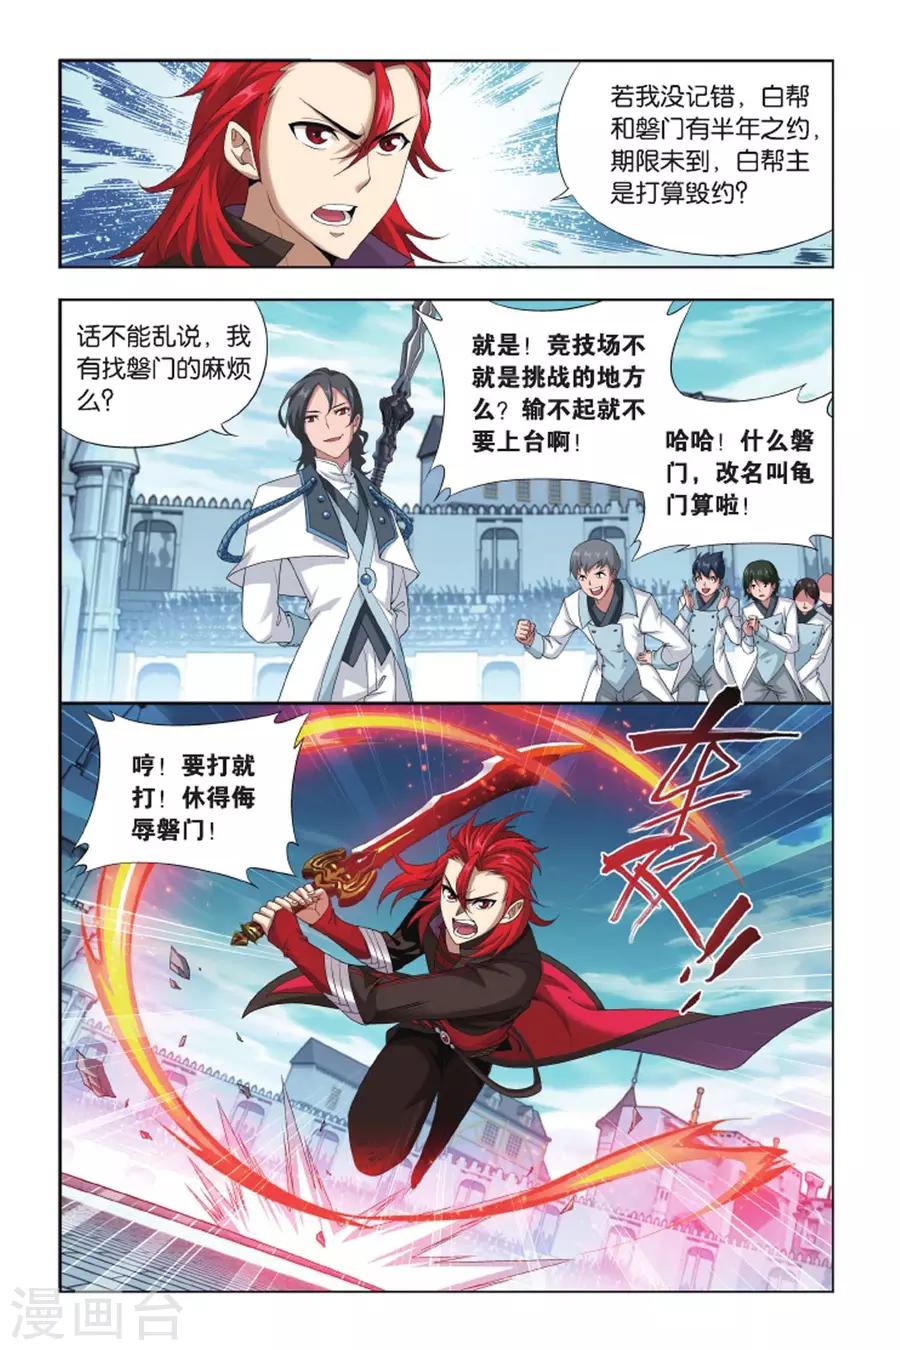 若我没记错，白帮
和磐门有半年之约，
期限未到，白帮主
是打算毁约？
话不能乱说，我
有找磐门的麻烦
么？
就是！竞技场不
就是挑战的地方
么？输不起就不
要上台啊！
哈哈！什么磐
门，改名叫龟
门算啦！
哼！要打就
打！休得侮
辱磐门！
轰!!
漫画台